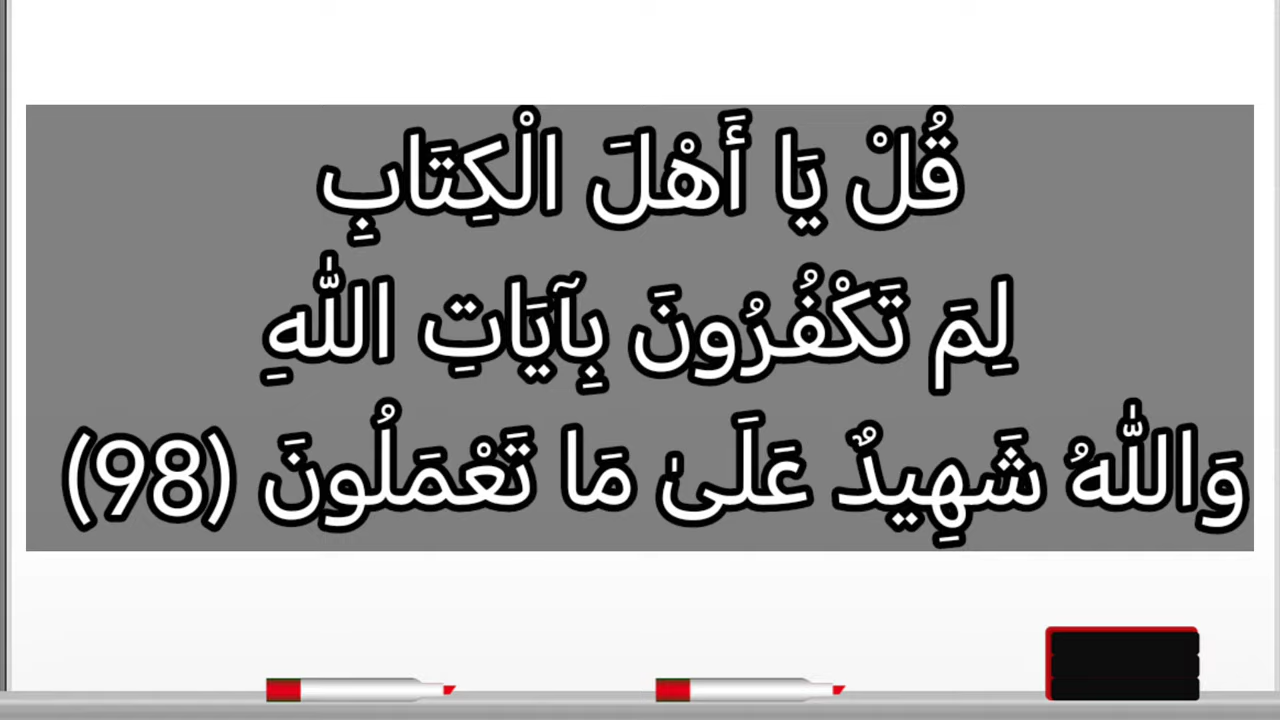 قُلْ يَا أَهْلَ الْكِتَابِ
لِمَ تَكْفُرُونَ بِآيَاتِ اللَّهِ
وَاللَّهُ شَهِيدٌ عَلَىٰ مَا تَعْمَلُونَ (98)